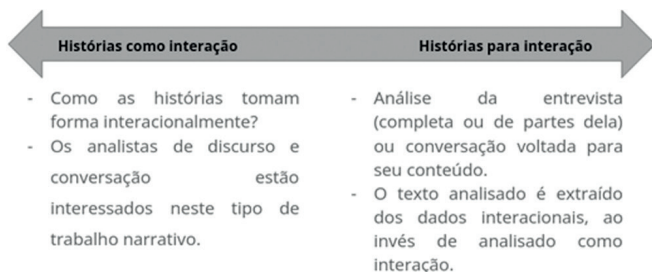 Histórias como interação
- Como as histórias tomam
forma interacionalmente?
- Os analistas de discurso e
conversação estão
interessados neste tipo de
trabalho narrativo.
Histórias para interação
- Análise da entrevista
(completa ou de partes dela)
ou conversação voltada para
seu conteúdo.
- O texto analisado é extraído
dos dados interacionais, ao
invés de analisado como
interação.